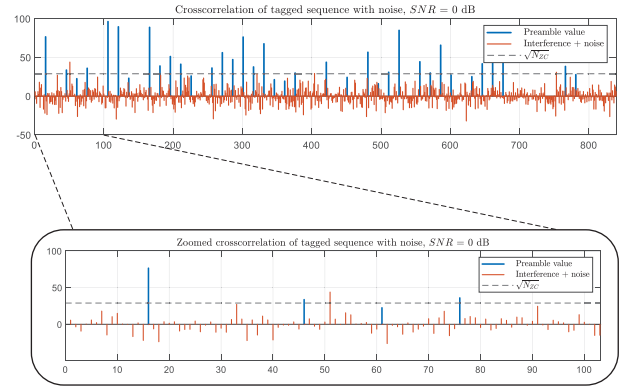 Crosscorrelation of tagged sequence with noise, SNR = 0 dB
100
50
0
-50
Preamble value
Interference + noise
√N_ZC
0 100 200 300 400 500 600 700 800
Zoomed crosscorrelation of tagged sequence with noise, SNR = 0 dB
100
50
0
Preamble value
Interference + noise
√N_ZC
0 10 20 30 40 50 60 70 80 90 100